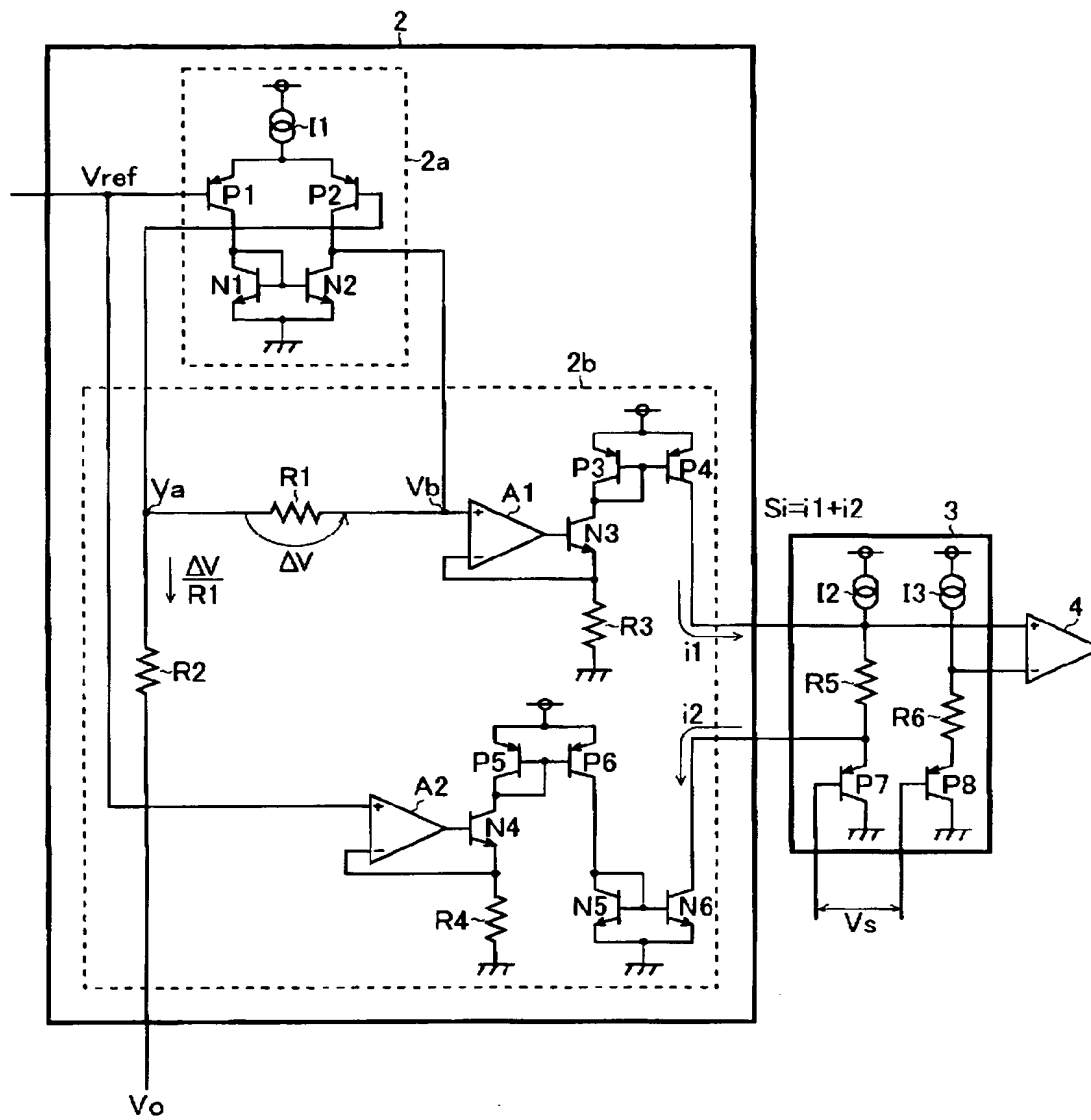 2
I1
2a
Vref
P1
P2
N1
N2
2b
P3
P4
Va
R1
Vb
A1
N3
Si=i1+i2
3
ΔV
R1
ΔV
I2
I3
4
R3
i1
R2
R5
R6
i2
P5
P6
A2
P7
P8
N4
R4
N5
N6
Vs
Vo